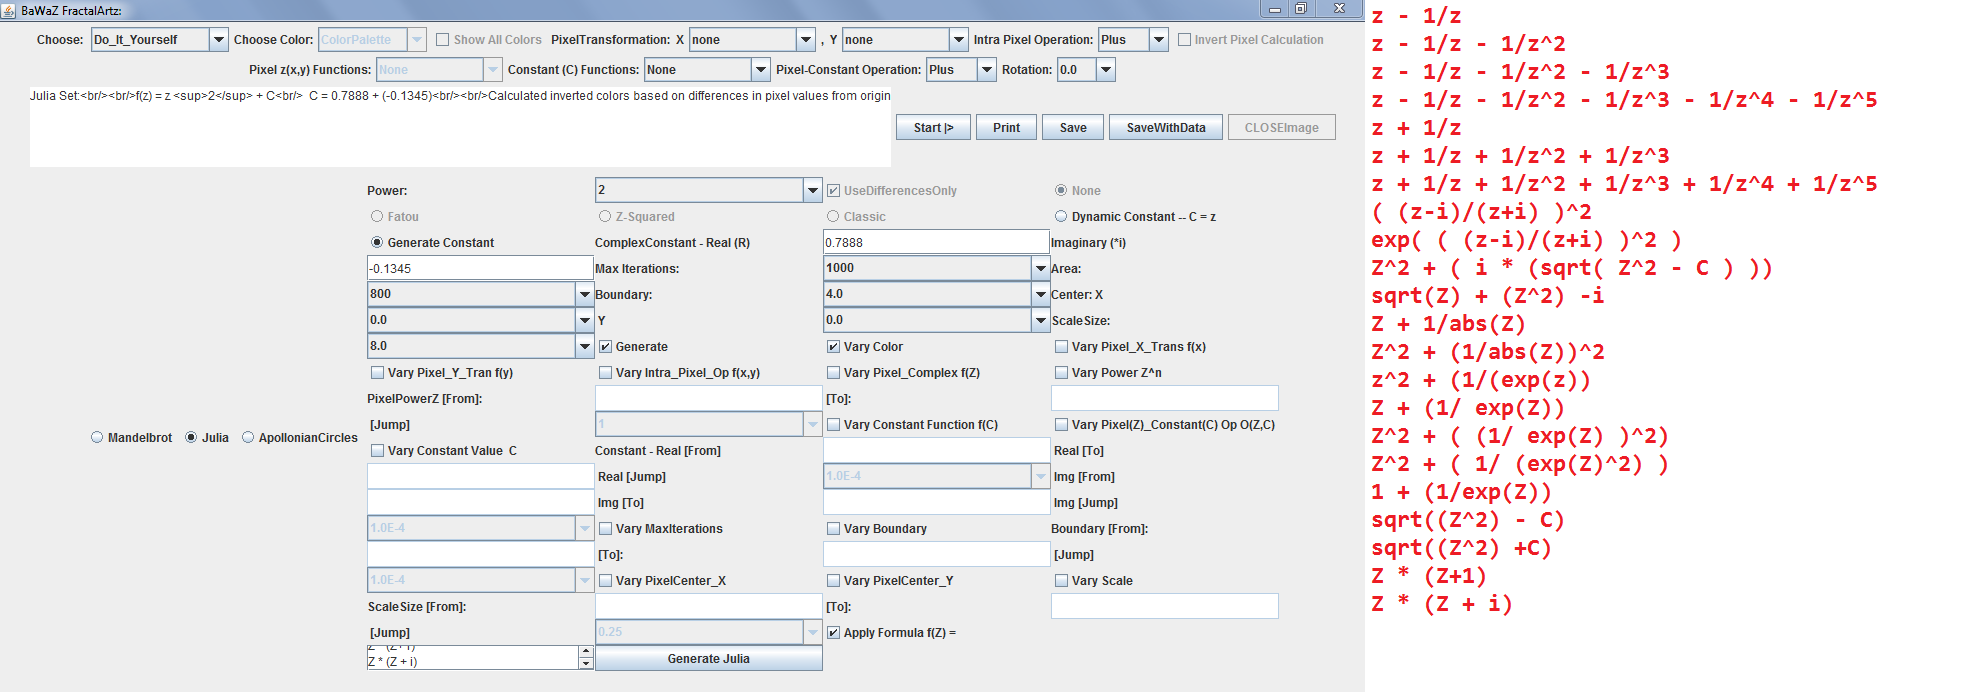 BaWaZ FractalArtz:
Choose: Do_It_Yourself Choose Color: ColorPalette Show All Colors PixelTransformation: X none , Y none Intra Pixel Operation: Plus Invert Pixel Calculation
Pixel z(x,y) Functions: None Constant (C) Functions: None Pixel-Constant Operation: Plus Rotation: 0.0
Julia Set:<br/><br/>f(z) = z <sup>2</sup> + C<br/> C = 0.7888 + (-0.1345)<br/><br/>Calculated inverted colors based on differences in pixel values from origin
Start |> Print Save SaveWithData CLOSEImage
Power: 2 UseDifferencesOnly None
Fatou Z-Squared Classic Dynamic Constant -- C = z
Generate Constant ComplexConstant - Real (R) 0.7888 Imaginary (*i)
-0.1345 Max Iterations: 1000 Area:
800 Boundary: 4.0 Center: X
0.0 Y 0.0 ScaleSize:
8.0 Generate Vary Color Vary Pixel_X_Trans f(x)
Vary Pixel_Y_Tran f(y) Vary Intra_Pixel_Op f(x,y) Vary Pixel_Complex f(Z) Vary Power Z^n
PixelPowerZ [From]: [To]:
[Jump] 1 Vary Constant Function f(C) Vary Pixel(Z)_Constant(C) Op O(Z,C)
Mandelbrot Julia ApollonianCircles
Vary Constant Value C Constant - Real [From] Real [To]
Real [Jump] 1.0E-4 Img [From]
Img [To] Img [Jump]
1.0E-4 Vary MaxIterations Vary Boundary Boundary [From]:
[To]: [Jump]
1.0E-4 Vary PixelCenter_X Vary PixelCenter_Y Vary Scale
ScaleSize [From]: [To]:
[Jump] 0.25 Apply Formula f(Z) =
Z * (Z + i) Generate Julia
z - 1/z
z - 1/z - 1/z^2
z - 1/z - 1/z^2 - 1/z^3
z - 1/z - 1/z^2 - 1/z^3 - 1/z^4 - 1/z^5
z + 1/z
z + 1/z + 1/z^2 + 1/z^3
z + 1/z + 1/z^2 + 1/z^3 + 1/z^4 + 1/z^5
( (z-i)/(z+i) )^2
exp( ( (z-i)/(z+i) )^2 )
Z^2 + ( i * (sqrt( Z^2 - C ) ))
sqrt(Z) + (Z^2) -i
Z + 1/abs(Z)
Z^2 + (1/abs(Z))^2
z^2 + (1/(exp(z))
Z + (1/ exp(Z))
Z^2 + ( (1/ exp(Z) )^2)
Z^2 + ( 1/ (exp(Z)^2) )
1 + (1/exp(Z))
sqrt((Z^2) - C)
sqrt((Z^2) +C)
Z * (Z+1)
Z * (Z + i)